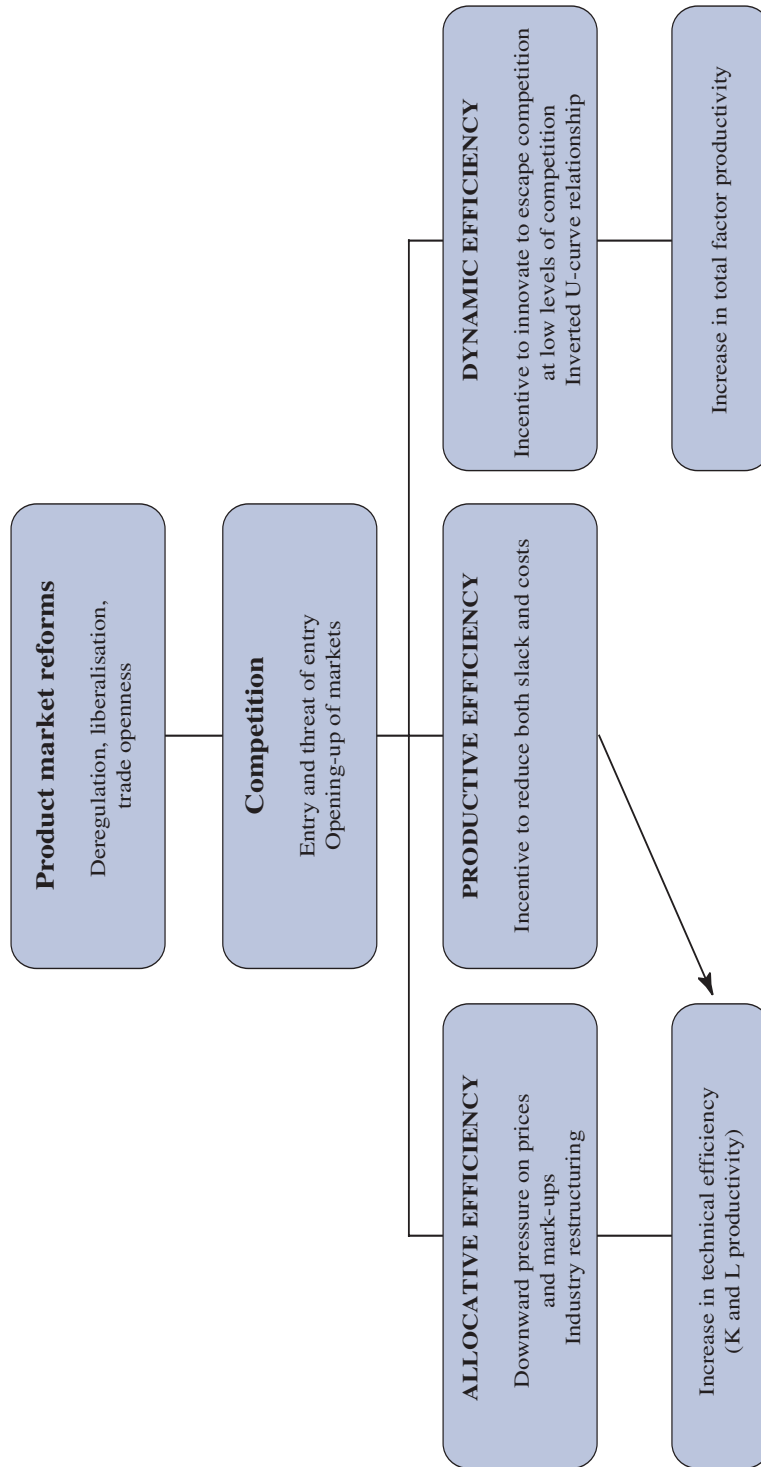 Product market reforms
Deregulation, liberalisation,
trade openness
Competition
Entry and threat of entry
Opening-up of markets
ALLOCATIVE EFFICIENCY
Downward pressure on prices
and mark-ups
Industry restructuring
PRODUCTIVE EFFICIENCY
Incentive to reduce both slack and costs
DYNAMIC EFFICIENCY
Incentive to innovate to escape competition
at low levels of competition
Inverted U-curve relationship
Increase in technical efficiency
(K and L productivity)
Increase in total factor productivity